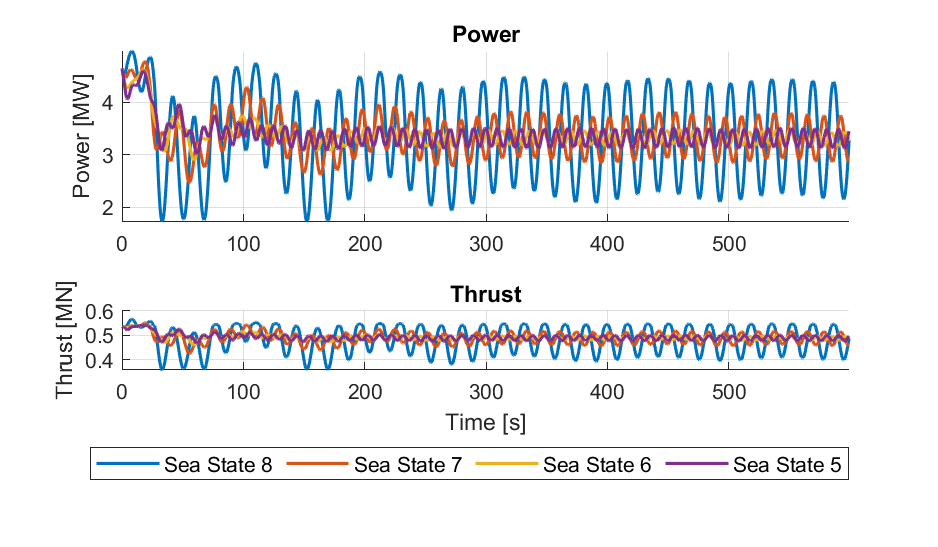 Power
Power [MW]
4
3
2
0 100 200 300 400 500
Thrust
Thrust [MN]
0.6
0.5
0.4
0 100 200 300 400 500
Time [s]
Sea State 8 Sea State 7 Sea State 6 Sea State 5